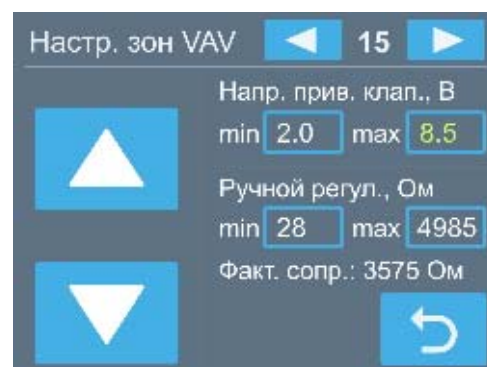 Настр. зон VAV 15
Напр. прив. клап., В
min 2.0 max 8.5
Ручной регул., Ом
min 28 max 4985
Факт. сопр.: 3575 Ом